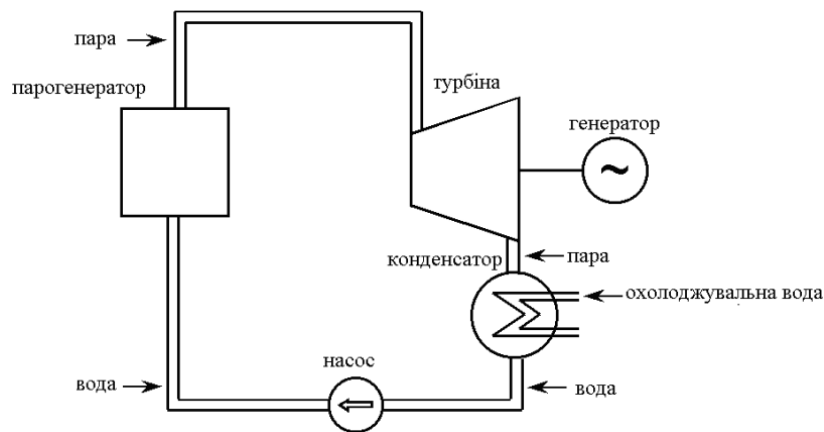 пара
парогенератор
турбіна
генератор
конденсатор
пара
охолоджувальна вода
насос
вода
вода